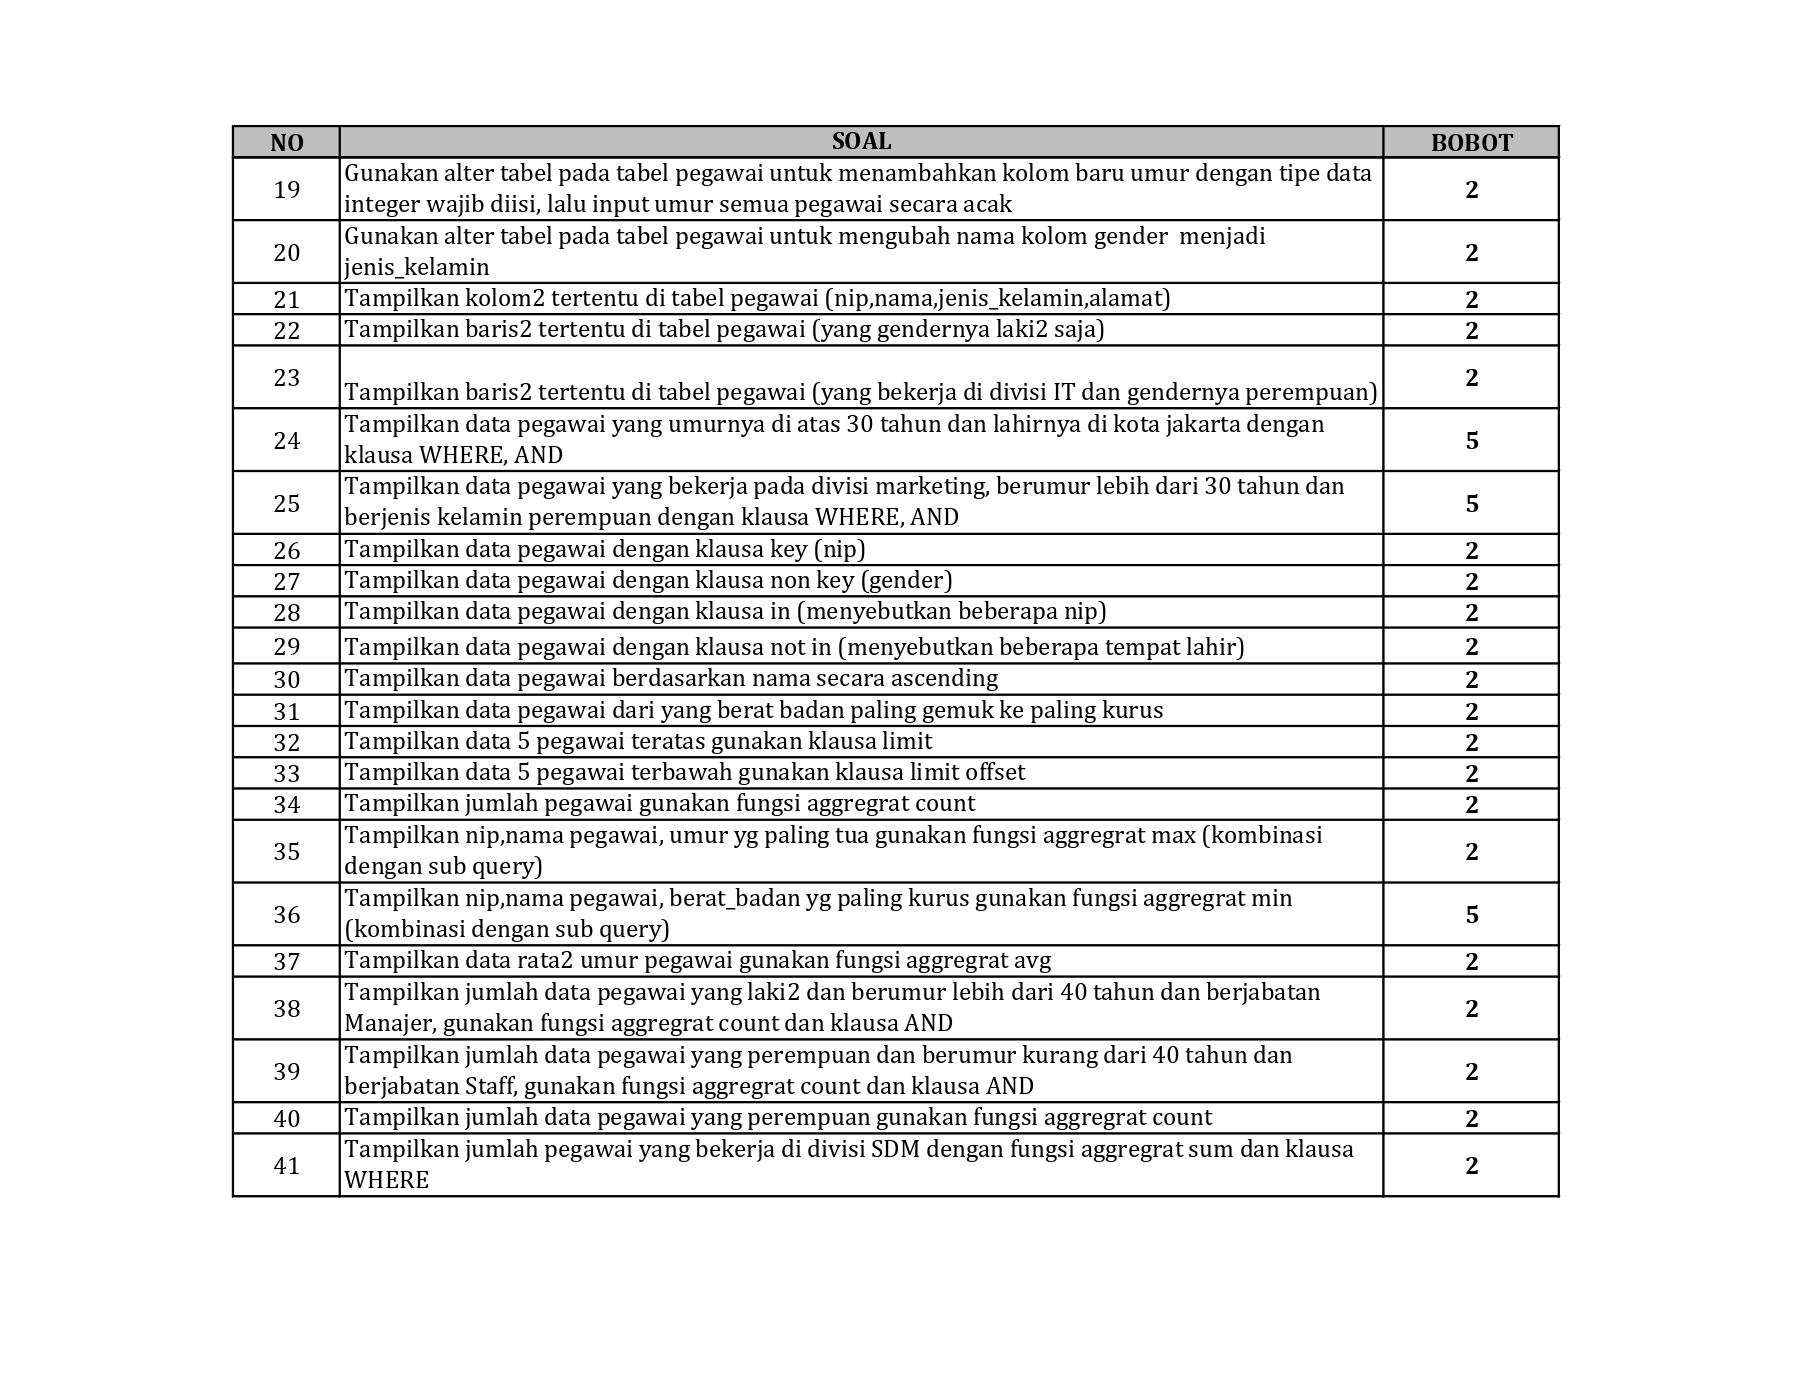 NO SOAL BOBOT
19 Gunakan alter tabel pada tabel pegawai untuk menambahkan kolom baru umur dengan tipe data 2
integer wajib diisi, lalu input umur semua pegawai secara acak
20 Gunakan alter tabel pada tabel pegawai untuk mengubah nama kolom gender  menjadi 2
jenis_kelamin
21 Tampilkan kolom2 tertentu di tabel pegawai (nip,nama,jenis_kelamin,alamat) 2
22 Tampilkan baris2 tertentu di tabel pegawai (yang gendernya laki2 saja) 2
23 Tampilkan baris2 tertentu di tabel pegawai (yang bekerja di divisi IT dan gendernya perempuan) 2
24 Tampilkan data pegawai yang umurnya di atas 30 tahun dan lahirnya di kota jakarta dengan 5
klausa WHERE, AND
25 Tampilkan data pegawai yang bekerja pada divisi marketing, berumur lebih dari 30 tahun dan 5
berjenis kelamin perempuan dengan klausa WHERE, AND
26 Tampilkan data pegawai dengan klausa key (nip) 2
27 Tampilkan data pegawai dengan klausa non key (gender) 2
28 Tampilkan data pegawai dengan klausa in (menyebutkan beberapa nip) 2
29 Tampilkan data pegawai dengan klausa not in (menyebutkan beberapa tempat lahir) 2
30 Tampilkan data pegawai berdasarkan nama secara ascending 2
31 Tampilkan data pegawai dari yang berat badan paling gemuk ke paling kurus 2
32 Tampilkan data 5 pegawai teratas gunakan klausa limit 2
33 Tampilkan data 5 pegawai terbawah gunakan klausa limit offset 2
34 Tampilkan jumlah pegawai gunakan fungsi aggregrat count 2
35 Tampilkan nip,nama pegawai, umur yg paling tua gunakan fungsi aggregrat max (kombinasi 2
dengan sub query)
36 Tampilkan nip,nama pegawai, berat_badan yg paling kurus gunakan fungsi aggregrat min 5
(kombinasi dengan sub query)
37 Tampilkan data rata2 umur pegawai gunakan fungsi aggregrat avg 2
38 Tampilkan jumlah data pegawai yang laki2 dan berumur lebih dari 40 tahun dan berjabatan 2
Manajer, gunakan fungsi aggregrat count dan klausa AND
39 Tampilkan jumlah data pegawai yang perempuan dan berumur kurang dari 40 tahun dan 2
berjabatan Staff, gunakan fungsi aggregrat count dan klausa AND
40 Tampilkan jumlah data pegawai yang perempuan gunakan fungsi aggregrat count 2
41 Tampilkan jumlah pegawai yang bekerja di divisi SDM dengan fungsi aggregrat sum dan klausa 2
WHERE